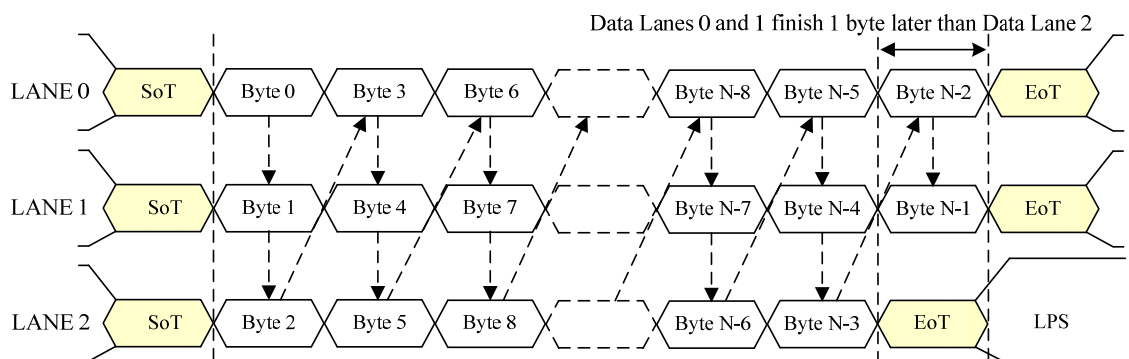 Data Lanes 0 and 1 finish 1 byte later than Data Lane 2
LANE 0 SoT Byte 0 Byte 3 Byte 6 Byte N-8 Byte N-5 Byte N-2 EoT
LANE 1 SoT Byte 1 Byte 4 Byte 7 Byte N-7 Byte N-4 Byte N-1 EoT
LANE 2 SoT Byte 2 Byte 5 Byte 8 Byte N-6 Byte N-3 EoT LPS